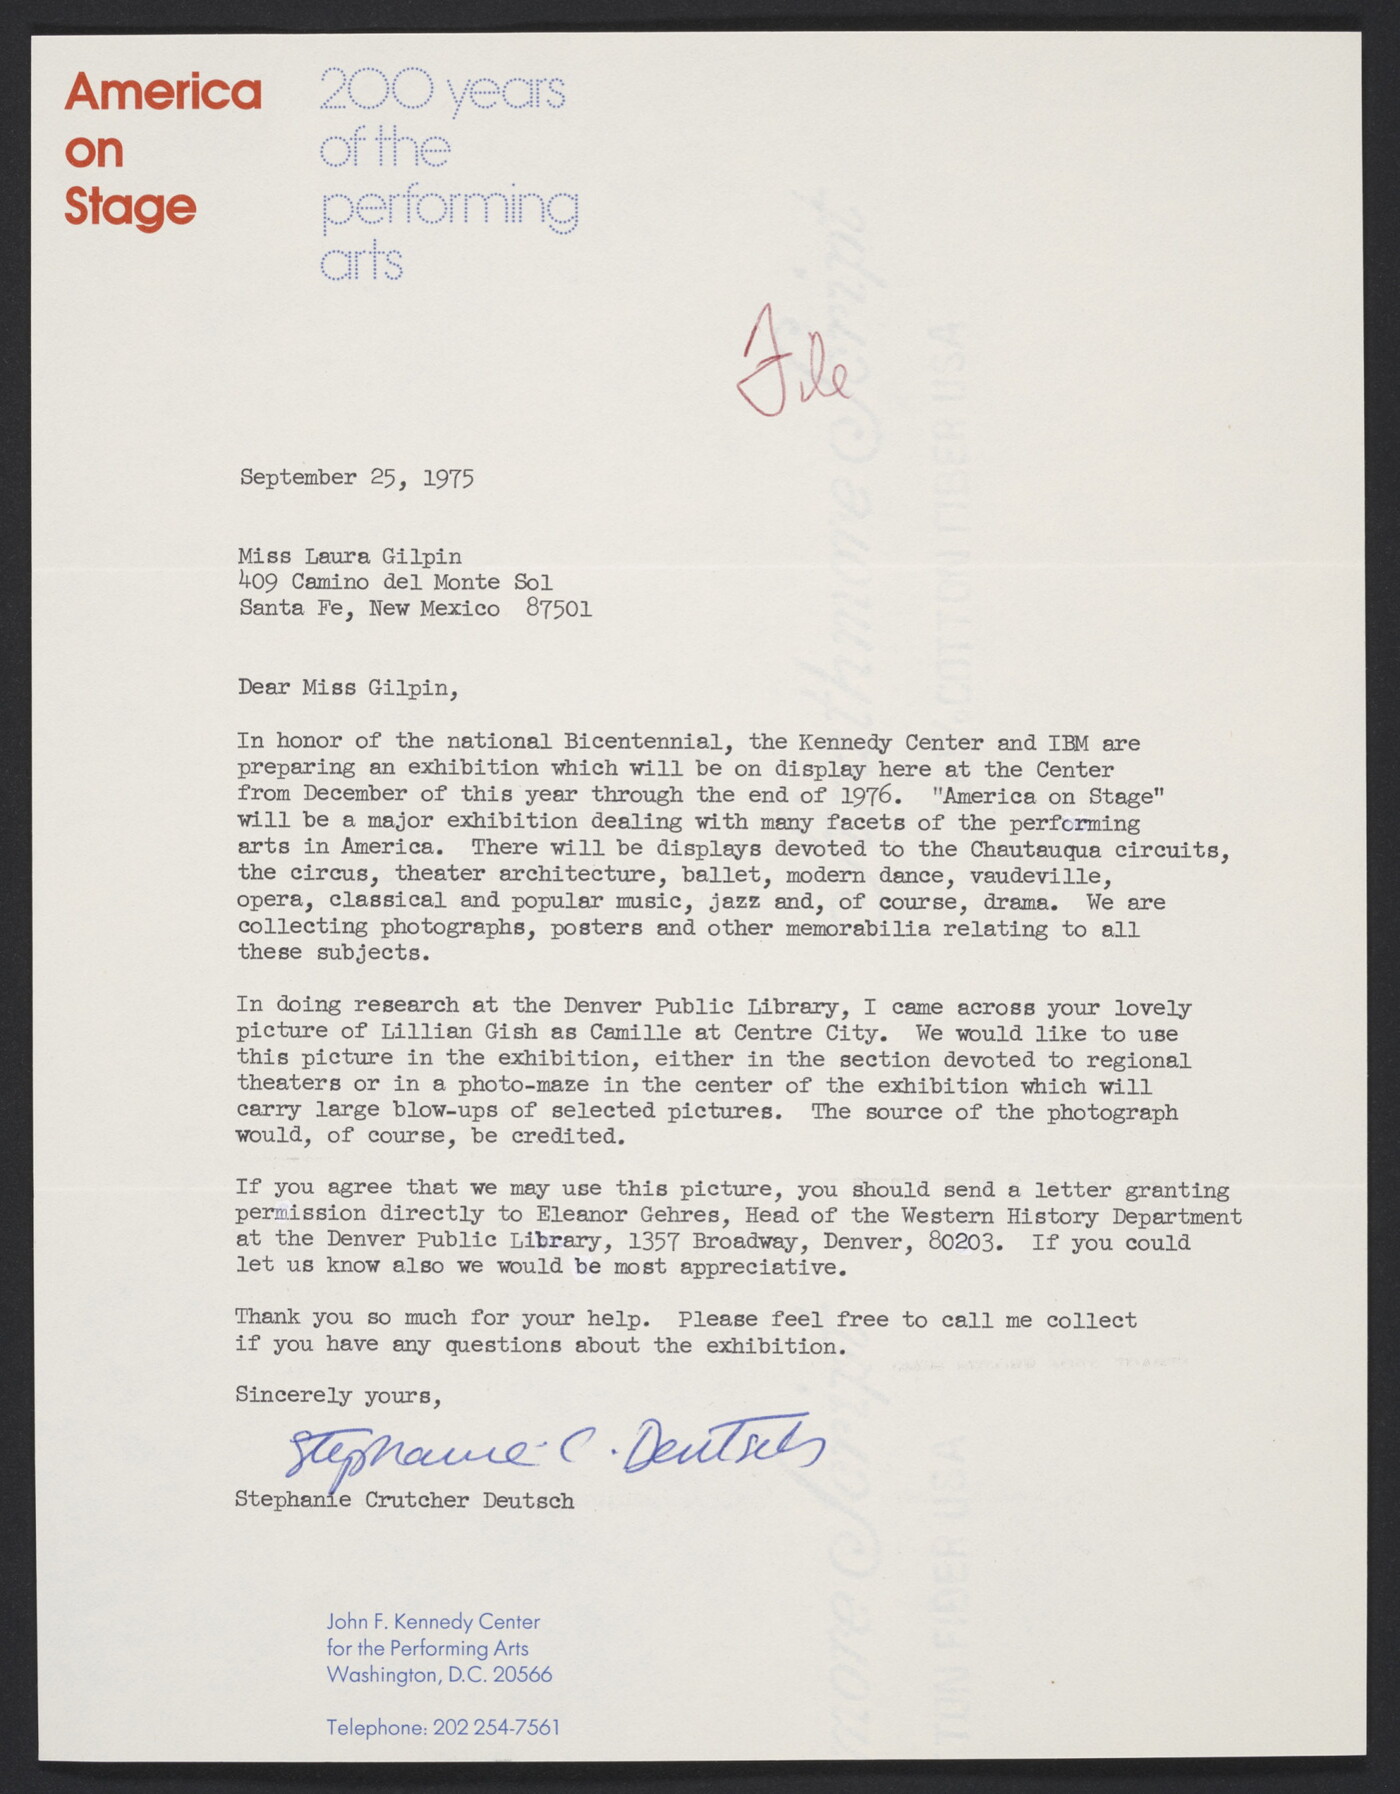 America
on
Stage
200 years
of the
performing
arts
File
September 25, 1975
Miss Laura Gilpin
409 Camino del Monte Sol
Santa Fe, New Mexico  87501
Dear Miss Gilpin,
In honor of the national Bicentennial, the Kennedy Center and IBM are
preparing an exhibition which will be on display here at the Center
from December of this year through the end of 1976.  "America on Stage"
will be a major exhibition dealing with many facets of the performing
arts in America.  There will be displays devoted to the Chautauqua circuits,
the circus, theater architecture, ballet, modern dance, vaudeville,
opera, classical and popular music, jazz and, of course, drama.  We are
collecting photographs, posters and other memorabilia relating to all
these subjects.
In doing research at the Denver Public Library, I came across your lovely
picture of Lillian Gish as Camille at Centre City.  We would like to use
this picture in the exhibition, either in the section devoted to regional
theaters or in a photo-maze in the center of the exhibition which will
carry large blow-ups of selected pictures.  The source of the photograph
would, of course, be credited.
If you agree that we may use this picture, you should send a letter granting
permission directly to Eleanor Gehres, Head of the Western History Department
at the Denver Public Library, 1357 Broadway, Denver, 80203.  If you could
let us know also we would be most appreciative.
Thank you so much for your help.  Please feel free to call me collect
if you have any questions about the exhibition.
Sincerely yours,
Stephanie C. Deutsch
Stephanie Crutcher Deutsch
John F. Kennedy Center
for the Performing Arts
Washington, D.C. 20566
Telephone: 202 254-7561